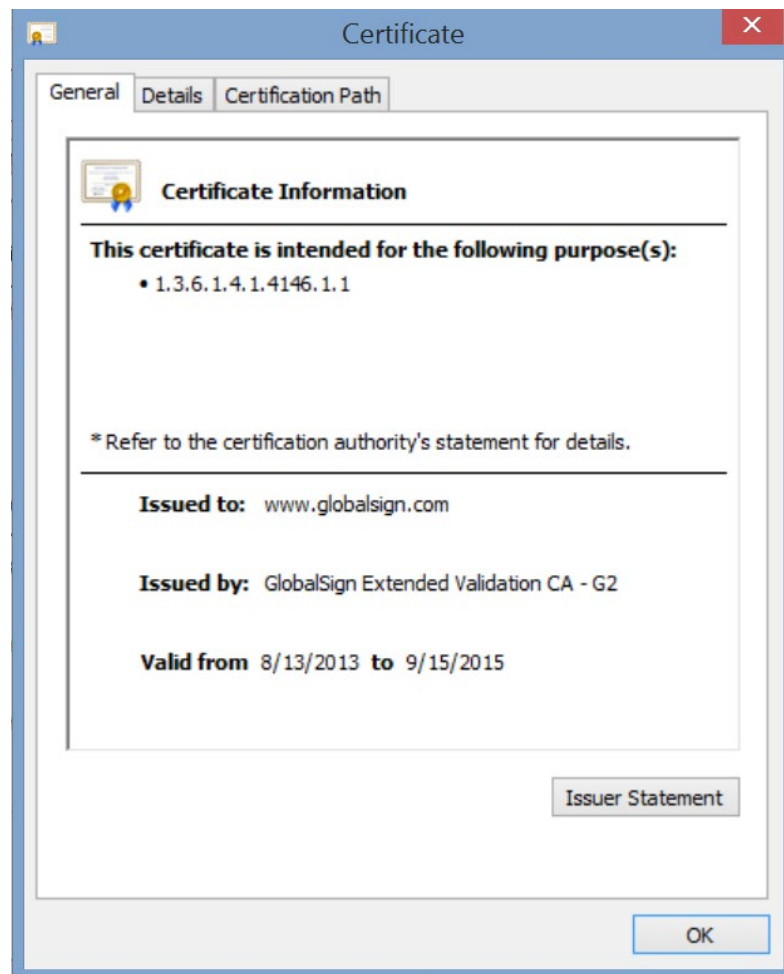 Certificate
General Details Certification Path
Certificate Information
This certificate is intended for the following purpose(s):
• 1.3.6.1.4.1.4146.1.1
* Refer to the certification authority's statement for details.
Issued to: www.globalsign.com
Issued by: GlobalSign Extended Validation CA - G2
Valid from 8/13/2013 to 9/15/2015
Issuer Statement
OK